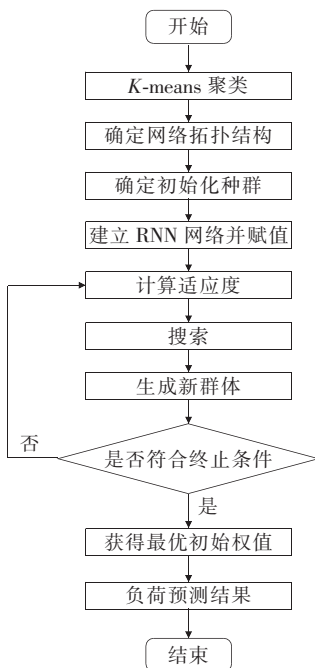 开始
K-means 聚类
确定网络拓扑结构
确定初始化种群
建立 RNN 网络并赋值
计算适应度
搜索
生成新群体
否
是否符合终止条件
是
获得最优初始权值
负荷预测结果
结束